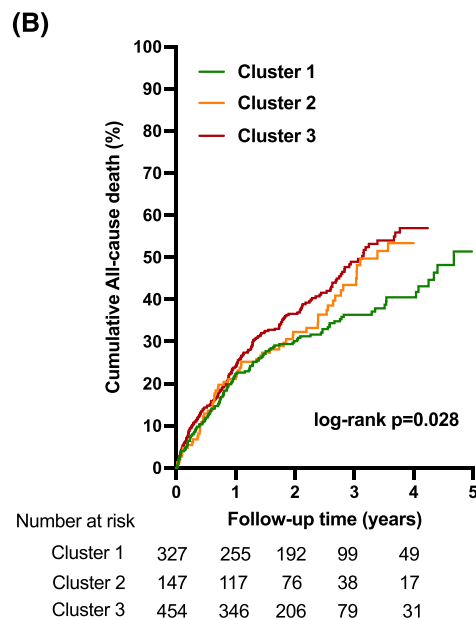 (B)
Cumulative All-cause death (%)
100
90
80
70
60
50
40
30
20
10
0
Cluster 1
Cluster 2
Cluster 3
log-rank p=0.028
0 1 2 3 4 5
Number at risk Follow-up time (years)
Cluster 1 327 255 192 99 49
Cluster 2 147 117 76 38 17
Cluster 3 454 346 206 79 31